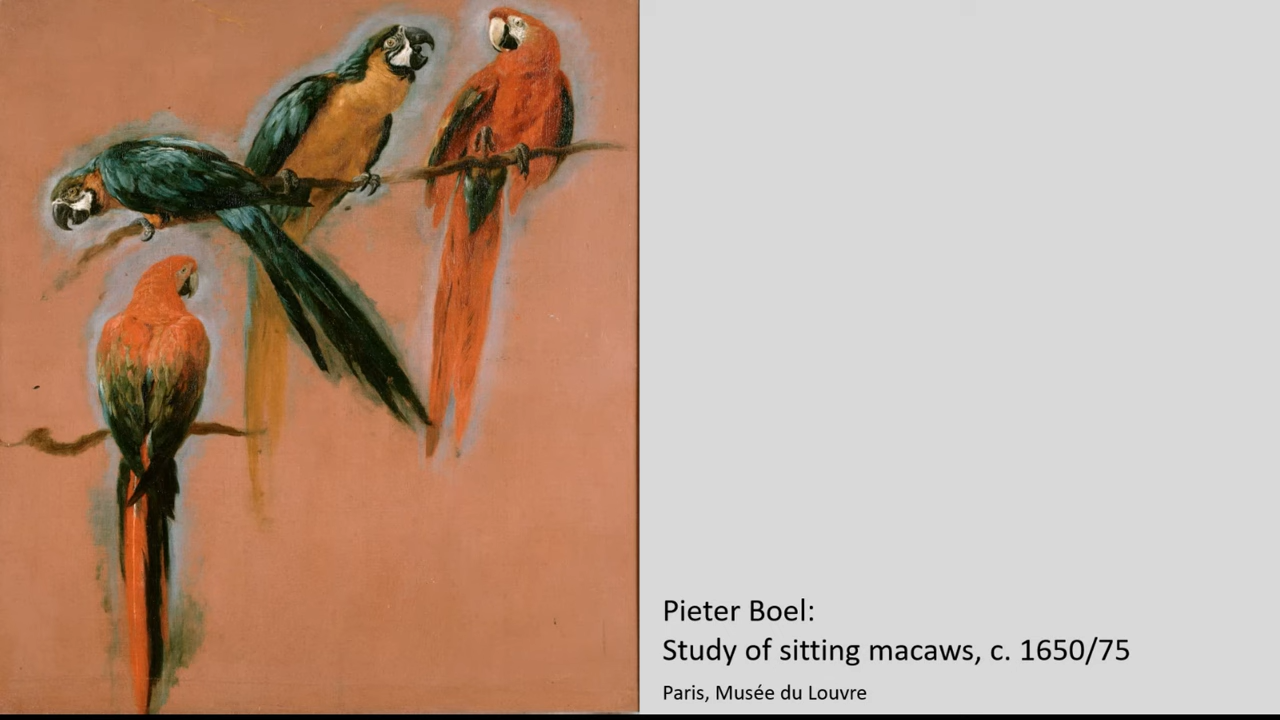 Pieter Boel:
Study of sitting macaws, c. 1650/75
Paris, Musée du Louvre